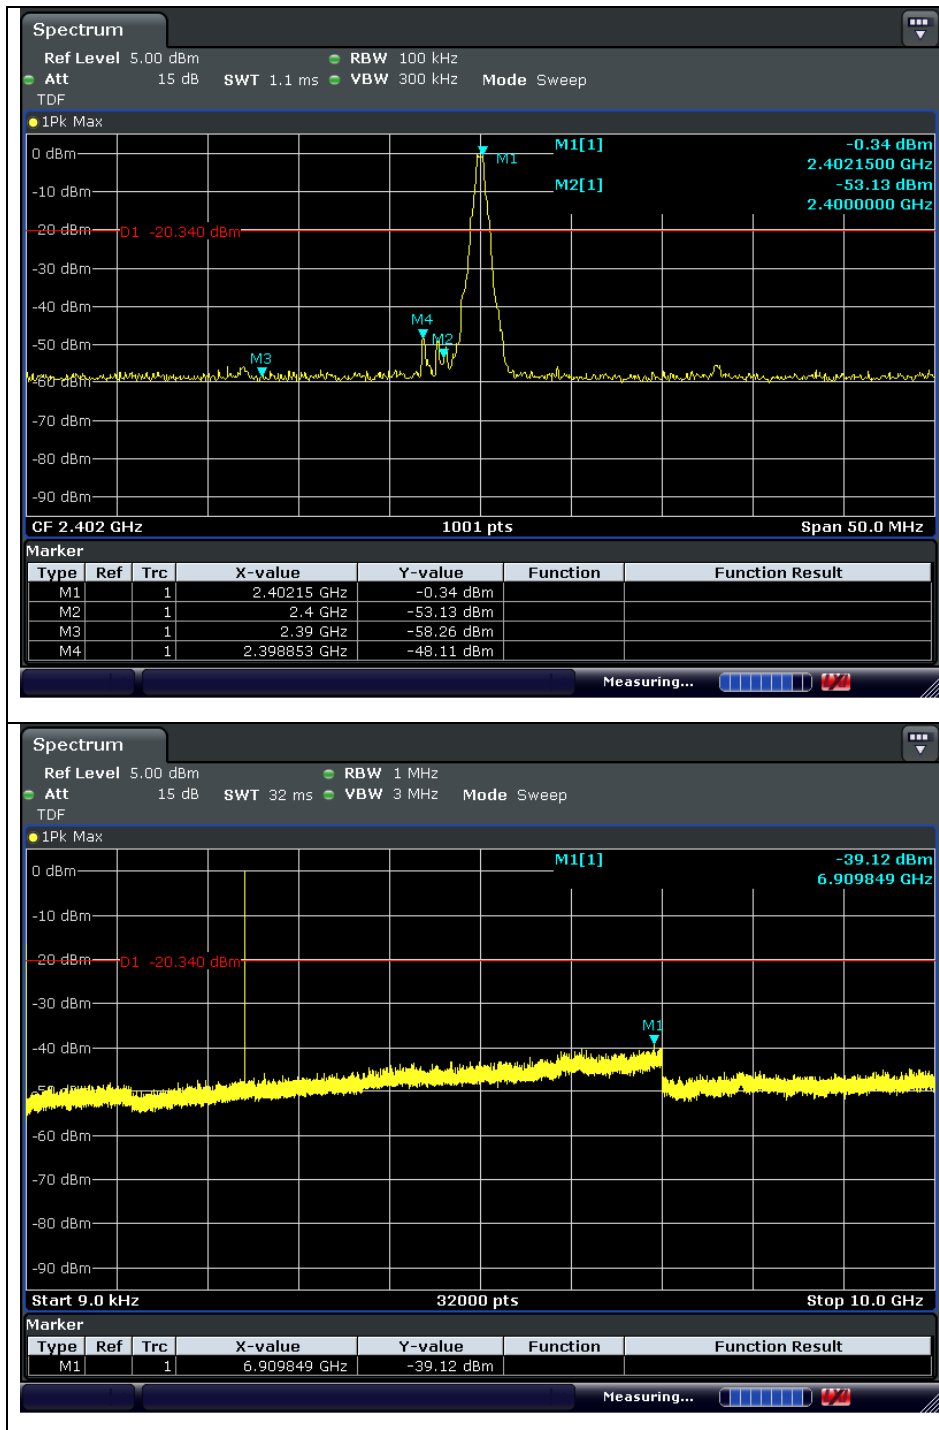 Spectrum
Ref Level 5.00 dBm RBW 100 kHz
Att 15 dB SWT 1.1 ms VBW 300 kHz Mode Sweep
TDF
1Pk Max
M1[1] -0.34 dBm
2.4021500 GHz
M2[1] -53.13 dBm
2.4000000 GHz
0 dBm
M1
-10 dBm
-20 dBm
D1 -20.340 dBm
-30 dBm
-40 dBm
M4
M2
-50 dBm
M3
-60 dBm
-70 dBm
-80 dBm
-90 dBm
CF 2.402 GHz 1001 pts Span 50.0 MHz
Marker
Type Ref Trc X-value Y-value Function Function Result
M1 1 2.40215 GHz -0.34 dBm
M2 1 2.4 GHz -53.13 dBm
M3 1 2.39 GHz -58.26 dBm
M4 1 2.398853 GHz -48.11 dBm
Measuring...
Spectrum
Ref Level 5.00 dBm RBW 1 MHz
Att 15 dB SWT 32 ms VBW 3 MHz Mode Sweep
TDF
1Pk Max
M1[1] -39.12 dBm
6.909849 GHz
0 dBm
-10 dBm
-20 dBm
D1 -20.340 dBm
-30 dBm
M1
-40 dBm
-50 dBm
-60 dBm
-70 dBm
-80 dBm
-90 dBm
Start 9.0 kHz 32000 pts Stop 10.0 GHz
Marker
Type Ref Trc X-value Y-value Function Function Result
M1 1 6.909849 GHz -39.12 dBm
Measuring...